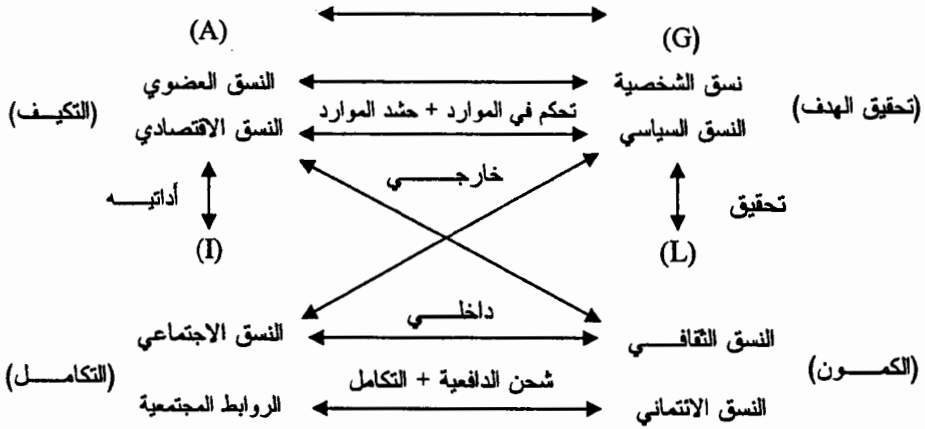 (G) (A)
نسق الشخصية النسق العضوي
(تحقيق الهدف) تحكم في الموارد + حشد الموارد (التكيف)
النسق السياسي النسق الاقتصادي
خارجي
تحقيق أداتيه
(L) (I)
داخلي
النسق الثقافي النسق الاجتماعي
(الكمون) شحن الدافعية + التكامل (التكامل)
النسق الائتماني الروابط المجتمعية